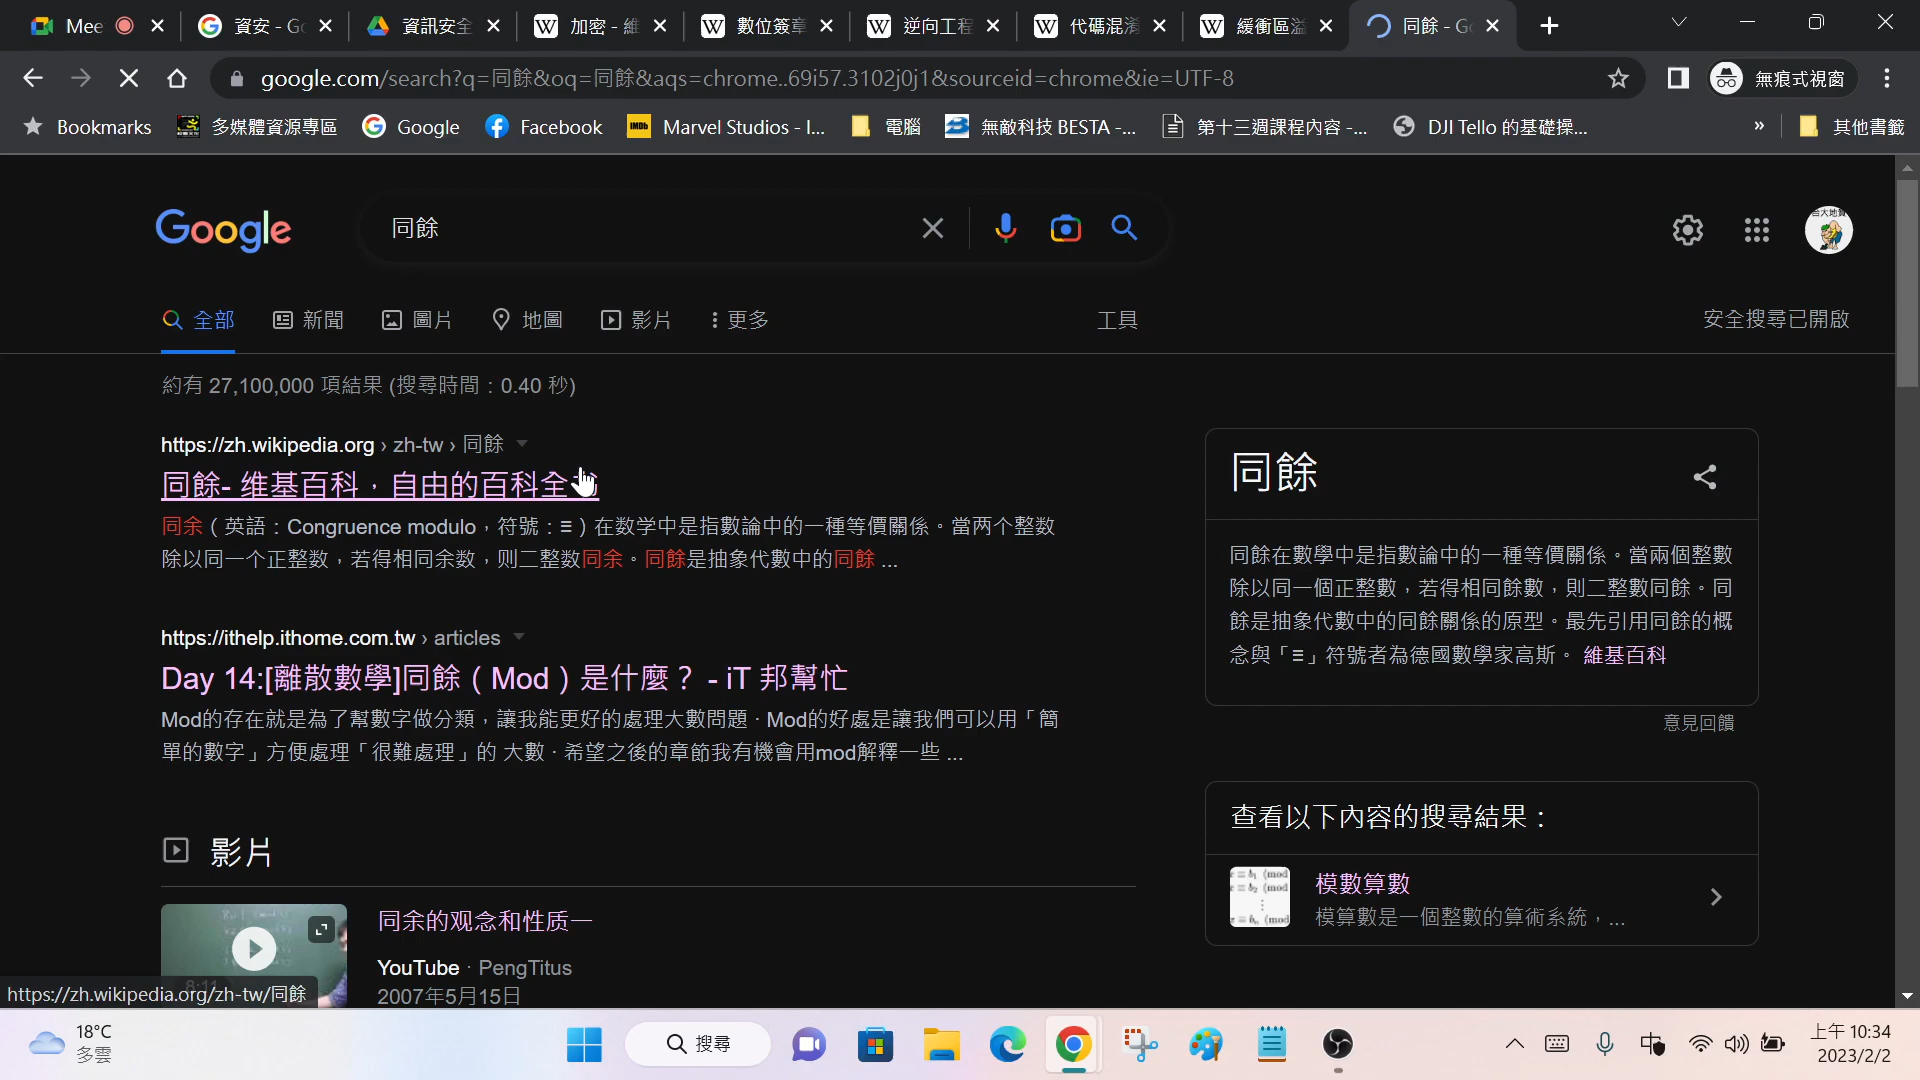 Mee
資安 - Go
資訊安全
加密 - 維
數位簽章
逆向工程
代碼混淆
緩衝區溢
同餘 - Go
google.com/search?q=同餘&oq=同餘&aqs=chrome..69i57.3102j0j1&sourceid=chrome&ie=UTF-8
無痕式視窗
Bookmarks
多媒體資源專區
Google
Facebook
IMDb
Marvel Studios - I...
電腦
無敵科技 BESTA -...
第十三週課程內容 -...
DJI Tello 的基礎操...
»
其他書籤
Google
同餘
全部
新聞
圖片
地圖
影片
更多
工具
安全搜尋已開啟
約有 27,100,000 項結果 (搜尋時間：0.40 秒)
https://zh.wikipedia.org › zh-tw › 同餘
同餘- 维基百科，自由的百科全
同余（英語：Congruence modulo，符號：≡）在数学中是指數論中的一種等價關係。當两个整数
除以同一个正整数，若得相同余数，则二整数同余。同餘是抽象代數中的同餘 ...
https://ithelp.ithome.com.tw › articles
Day 14:[離散數學]同餘（Mod）是什麼？ - iT 邦幫忙
Mod的存在就是為了幫數字做分類，讓我能更好的處理大數問題 · Mod的好處是讓我們可以用「簡
單的數字」方便處理「很難處理」的 大數 · 希望之後的章節我有機會用mod解釋一些 ...
影片
同余的观念和性质一
YouTube · PengTitus
2007年5月15日
8:11
https://zh.wikipedia.org/zh-tw/同餘
同餘
同餘在數學中是指數論中的一種等價關係。當兩個整數
除以同一個正整數，若得相同餘數，則二整數同餘。同
餘是抽象代數中的同餘關係的原型。最先引用同餘的概
念與「≡」符號者為德國數學家高斯。 維基百科
意見回饋
查看以下內容的搜尋結果：
模數算數
模算數是一個整數的算術系統，...
18°C
多雲
搜尋
中
上午 10:34
2023/2/2